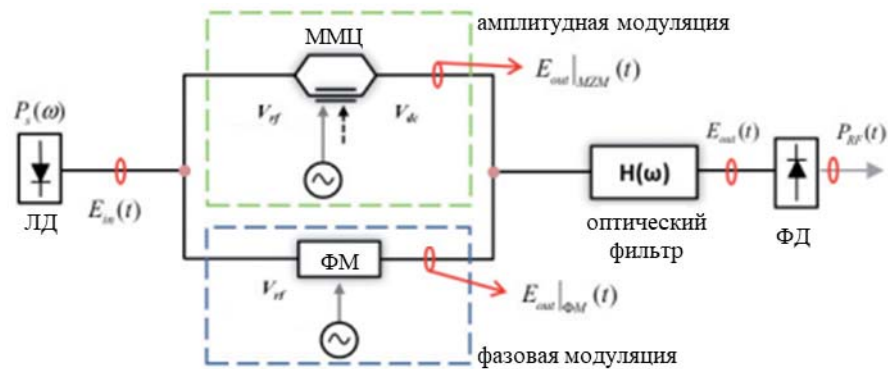 амплитудная модуляция
ММЦ
E_out|_MZM (t)
P_s(ω)
V_rf
V_dc
E_out(t)
P_RF(t)
H(ω)
E_in(t)
ЛД
оптический
фильтр
ФД
ФМ
V_rf
E_out|_ФМ (t)
фазовая модуляция